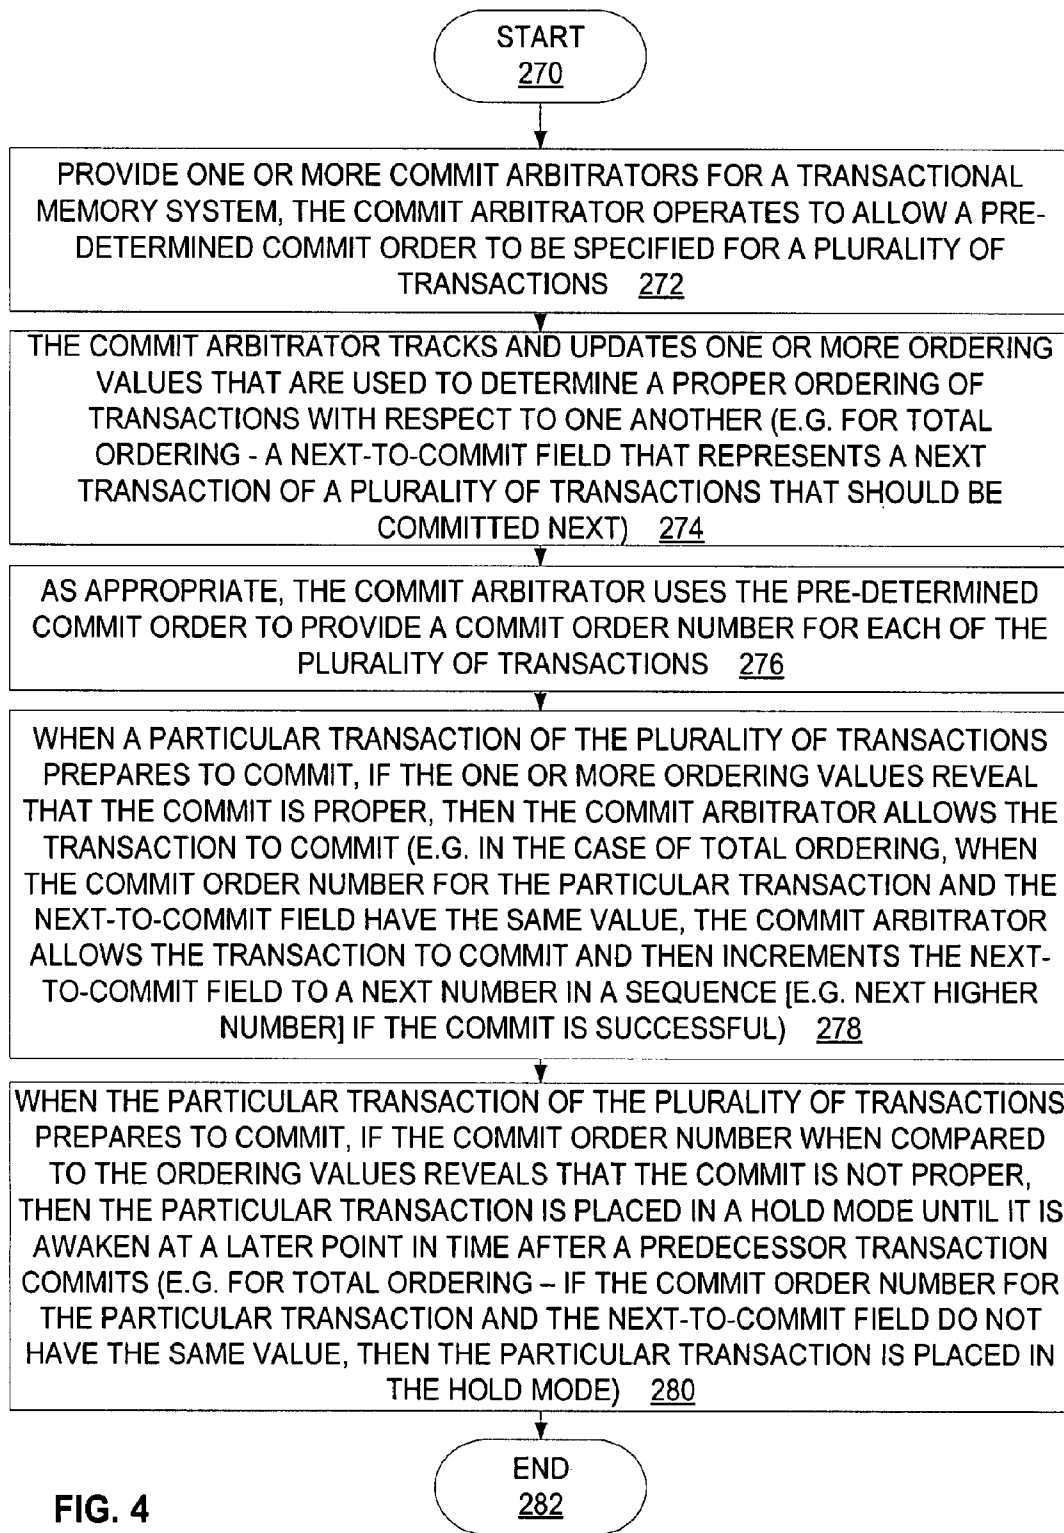 START
270
PROVIDE ONE OR MORE COMMIT ARBITRATORS FOR A TRANSACTIONAL
MEMORY SYSTEM, THE COMMIT ARBITRATOR OPERATES TO ALLOW A PRE-
DETERMINED COMMIT ORDER TO BE SPECIFIED FOR A PLURALITY OF
TRANSACTIONS 272
THE COMMIT ARBITRATOR TRACKS AND UPDATES ONE OR MORE ORDERING
VALUES THAT ARE USED TO DETERMINE A PROPER ORDERING OF
TRANSACTIONS WITH RESPECT TO ONE ANOTHER (E.G. FOR TOTAL
ORDERING - A NEXT-TO-COMMIT FIELD THAT REPRESENTS A NEXT
TRANSACTION OF A PLURALITY OF TRANSACTIONS THAT SHOULD BE
COMMITTED NEXT) 274
AS APPROPRIATE, THE COMMIT ARBITRATOR USES THE PRE-DETERMINED
COMMIT ORDER TO PROVIDE A COMMIT ORDER NUMBER FOR EACH OF THE
PLURALITY OF TRANSACTIONS 276
WHEN A PARTICULAR TRANSACTION OF THE PLURALITY OF TRANSACTIONS
PREPARES TO COMMIT, IF THE ONE OR MORE ORDERING VALUES REVEAL
THAT THE COMMIT IS PROPER, THEN THE COMMIT ARBITRATOR ALLOWS THE
TRANSACTION TO COMMIT (E.G. IN THE CASE OF TOTAL ORDERING, WHEN
THE COMMIT ORDER NUMBER FOR THE PARTICULAR TRANSACTION AND THE
NEXT-TO-COMMIT FIELD HAVE THE SAME VALUE, THE COMMIT ARBITRATOR
ALLOWS THE TRANSACTION TO COMMIT AND THEN INCREMENTS THE NEXT-
TO-COMMIT FIELD TO A NEXT NUMBER IN A SEQUENCE [E.G. NEXT HIGHER
NUMBER] IF THE COMMIT IS SUCCESSFUL) 278
WHEN THE PARTICULAR TRANSACTION OF THE PLURALITY OF TRANSACTIONS
PREPARES TO COMMIT, IF THE COMMIT ORDER NUMBER WHEN COMPARED
TO THE ORDERING VALUES REVEALS THAT THE COMMIT IS NOT PROPER,
THEN THE PARTICULAR TRANSACTION IS PLACED IN A HOLD MODE UNTIL IT IS
AWAKEN AT A LATER POINT IN TIME AFTER A PREDECESSOR TRANSACTION
COMMITS (E.G. FOR TOTAL ORDERING – IF THE COMMIT ORDER NUMBER FOR
THE PARTICULAR TRANSACTION AND THE NEXT-TO-COMMIT FIELD DO NOT
HAVE THE SAME VALUE, THEN THE PARTICULAR TRANSACTION IS PLACED IN
THE HOLD MODE) 280
END
282
FIG. 4